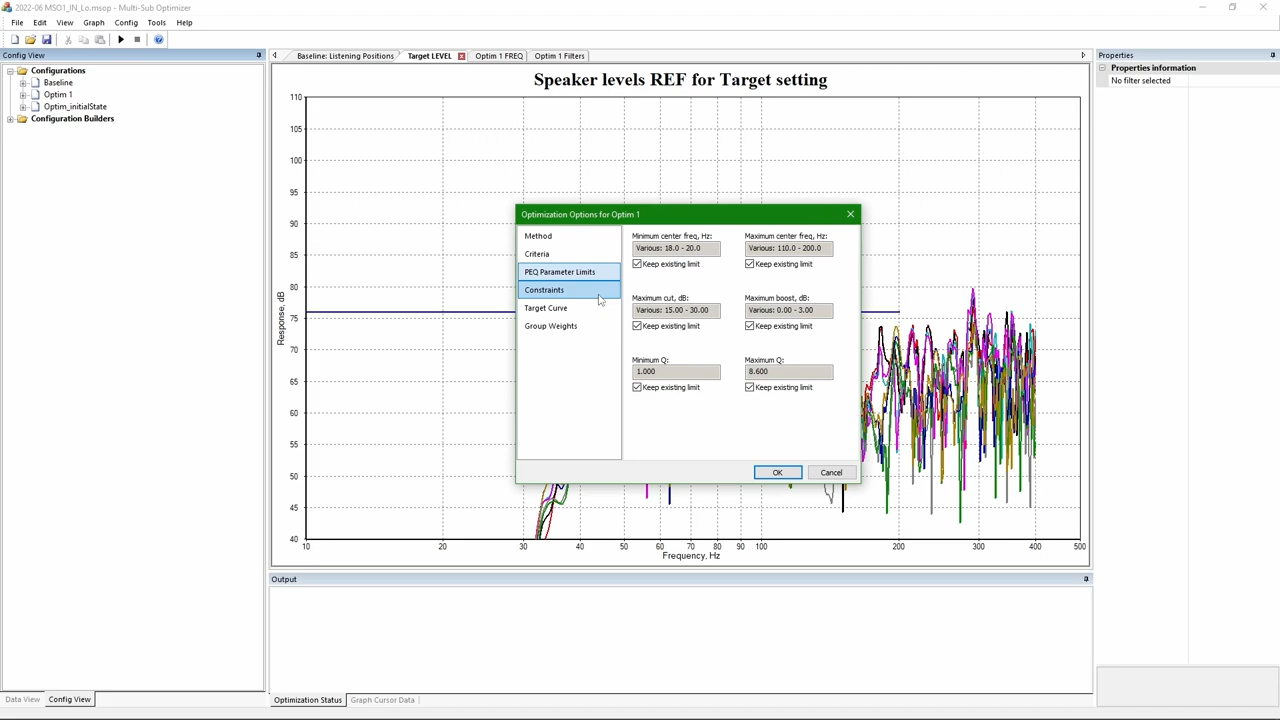 2022-06 MSO1_IN_Lo.msop - Multi-Sub Optimizer
File Edit View Graph Config Tools Help
Config View
Configurations
Baseline
Optim 1
Optim_initialState
Configuration Builders
Data View Config View
Baseline: Listening Positions Target LEVEL Optim 1 FREQ Optim 1 Filters
Speaker levels REF for Target setting
110
105
100
95
90
85
80
75
70
65
60
55
50
45
40
Response, dB
10 20 30 40 50 60 70 80 90 100 200 300 400 500
Frequency, Hz
Optimization Options for Optim 1
Method
Criteria
PEQ Parameter Limits
Constraints
Target Curve
Group Weights
Minimum center freq, Hz: Maximum center freq, Hz:
Various: 18.0 - 20.0 Various: 110.0 - 200.0
Keep existing limit Keep existing limit
Maximum cut, dB: Maximum boost, dB:
Various: 15.00 - 30.00 Various: 0.00 - 3.00
Keep existing limit Keep existing limit
Minimum Q: Maximum Q:
1.000 8.600
Keep existing limit Keep existing limit
OK Cancel
Output
Optimization Status Graph Cursor Data
Properties
Properties information
No filter selected